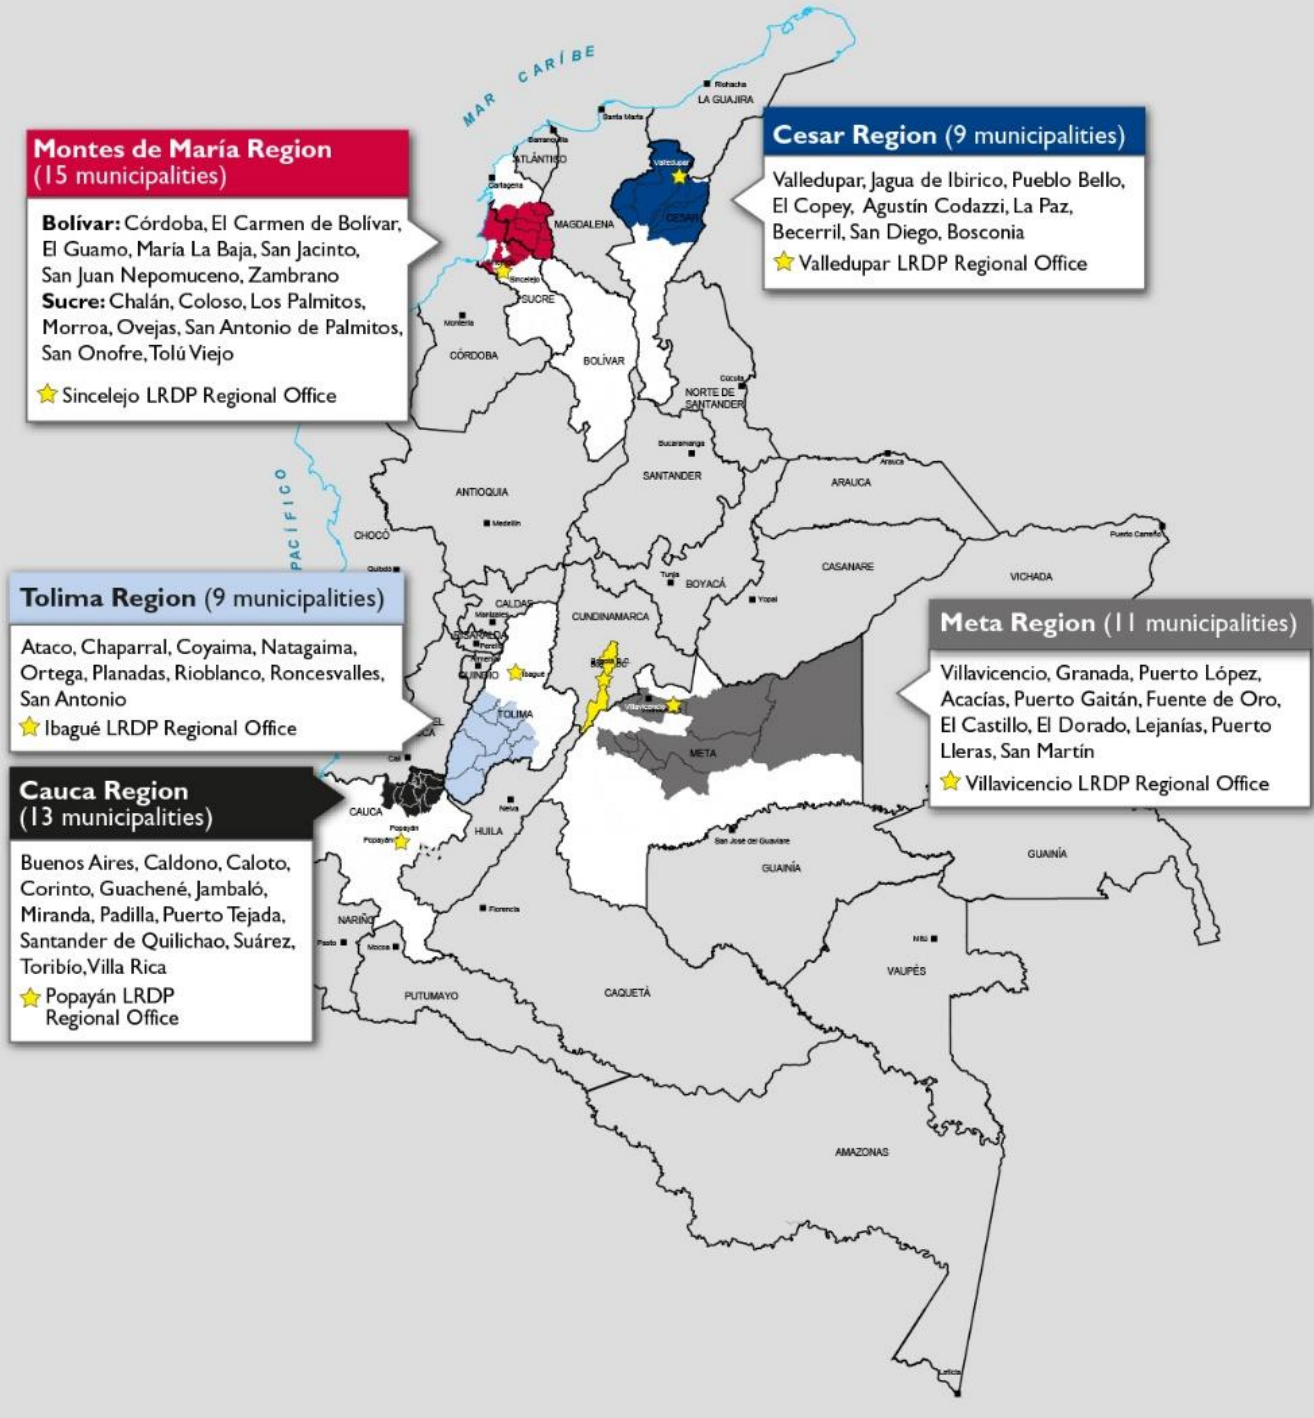 MAR CARÍBE
Riohacha
LA GUAJIRA
Santa Marta
Barranquilla
ATLÁNTICO
Cartagena
Montes de María Region
(15 municipalities)
Bolívar: Córdoba, El Carmen de Bolívar,
El Guamo, María La Baja, San Jacinto,
San Juan Nepomuceno, Zambrano
Sucre: Chalán, Coloso, Los Palmitos,
Morroa, Ovejas, San Antonio de Palmitos,
San Onofre, Tolú Viejo
Sincelejo LRDP Regional Office
Cesar Region (9 municipalities)
Valledupar, Jagua de Ibirico, Pueblo Bello,
El Copey, Agustín Codazzi, La Paz,
Becerril, San Diego, Bosconia
Valledupar LRDP Regional Office
Valledupar
CESAR
MAGDALENA
Sincelejo
SUCRE
Montería
CÓRDOBA
BOLÍVAR
Cúcuta
NORTE DE
SANTANDER
Bucaramanga
SANTANDER
Arauca
ARAUCA
ANTIOQUIA
Medellín
PACÍFICO
CHOCÓ
Quibdó
Puerto Carreño
CASANARE
VICHADA
Tunja
BOYACÁ
Yopal
CALDAS
Manizales
RISARALDA
Pereira
Armenia
QUINDIO
CUNDINAMARCA
Ibagué
Tolima Region (9 municipalities)
Ataco, Chaparral, Coyaima, Natagaima,
Ortega, Planadas, Rioblanco, Roncesvalles,
San Antonio
Ibagué LRDP Regional Office
Meta Region (11 municipalities)
Villavicencio, Granada, Puerto López,
Acacías, Puerto Gaitán, Fuente de Oro,
El Castillo, El Dorado, Lejanías, Puerto
Lleras, San Martín
Villavicencio LRDP Regional Office
TOLIMA
Villavicencio
META
Cali
Cauca Region
(13 municipalities)
Buenos Aires, Caldono, Caloto,
Corinto, Guachené, Jambaló,
Miranda, Padilla, Puerto Tejada,
Santander de Quilichao, Suárez,
Toribío, Villa Rica
Popayán LRDP
Regional Office
CAUCA
Popayán
Popayán
Neiva
HUILA
San José del Guaviare
GUAINÍA
GUAINÍA
Florencia
NARIÑO
Pasto
Mocoa
Mitú
VAUPÉS
PUTUMAYO
CAQUETÀ
AMAZONAS
Leticia